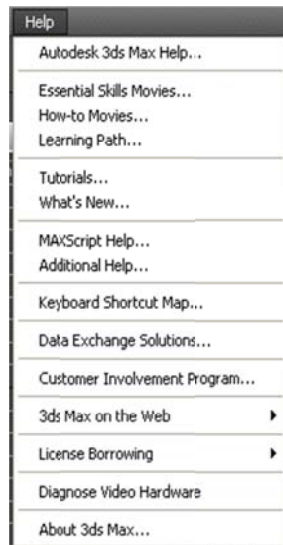 Help
Autodesk 3ds Max Help...
Essential Skills Movies...
How-to Movies...
Learning Path...
Tutorials...
What's New...
MAXScript Help...
Additional Help...
Keyboard Shortcut Map...
Data Exchange Solutions...
Customer Involvement Program...
3ds Max on the Web
License Borrowing
Diagnose Video Hardware
About 3ds Max...